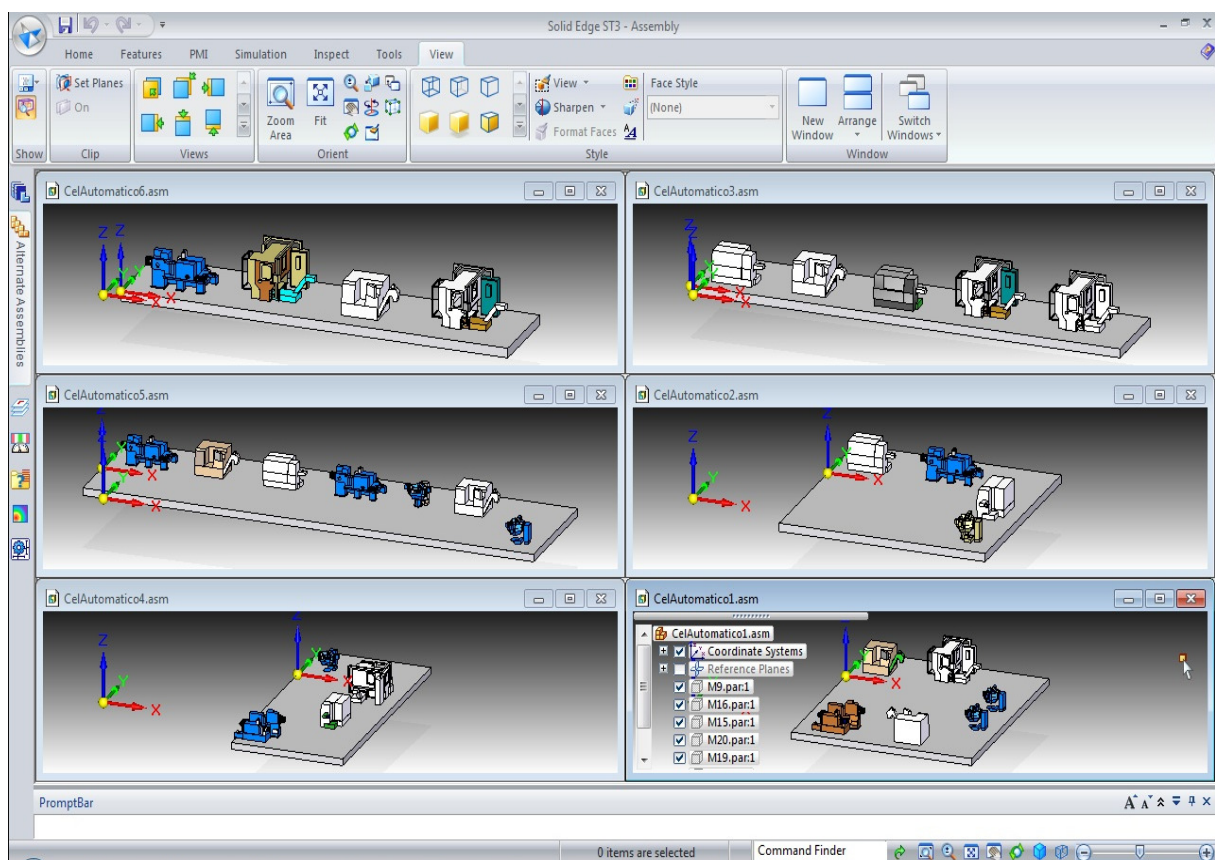 Solid Edge ST3 - Assembly
Home Features PMI Simulation Inspect Tools View
Set Planes
On
Zoom Area
Fit
View
Sharpen
Format Faces
Face Style
(None)
New Window
Arrange
Switch Windows
Show Clip Views Orient Style Window
Alternate Assemblies
CelAutomatico6.asm
Z Z
Y Y
X X
CelAutomatico3.asm
Z
Z
Y
X
X
CelAutomatico5.asm
Z
Y
X
Y
X
CelAutomatico2.asm
Z
Z
Y
X
Y
X
CelAutomatico4.asm
Z
Z
Y
X
Y
X
CelAutomatico1.asm
CelAutomatico1.asm
Coordinate Systems
Reference Planes
M9.par:1
M16.par:1
M15.par:1
M20.par:1
M19.par:1
Z
Y
X
PromptBar
0 items are selected
Command Finder